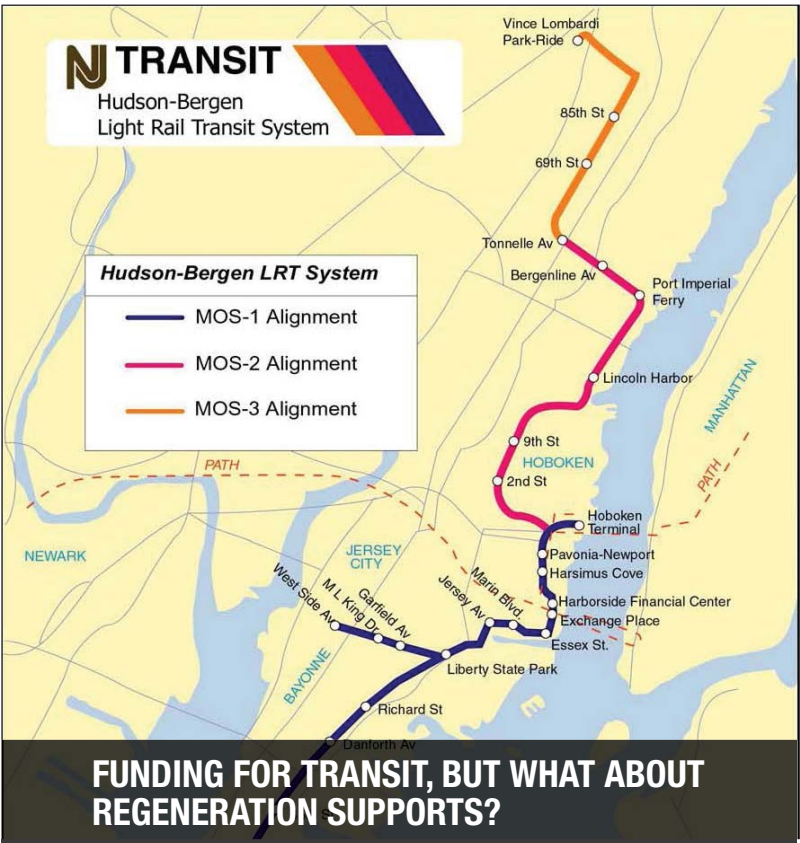 NJ TRANSIT
Hudson-Bergen
Light Rail Transit System
Vince Lombardi
Park-Ride
85th St
69th St
Tonnelle Av
Bergenline Av
Port Imperial
Ferry
Hudson-Bergen LRT System
MOS-1 Alignment
MOS-2 Alignment
MOS-3 Alignment
Lincoln Harbor
MANHATTAN
9th St
HOBOKEN
2nd St
PATH
PATH
Hoboken
Terminal
NEWARK
JERSEY
CITY
Pavonia-Newport
Harsimus Cove
West Side Av
M L King Dr
Garfield Av
Jersey Av
Marin Blvd.
Harborside Financial Center
Exchange Place
Essex St.
Liberty State Park
BAYONNE
Richard St
Danforth Av
FUNDING FOR TRANSIT, BUT WHAT ABOUT
REGENERATION SUPPORTS?